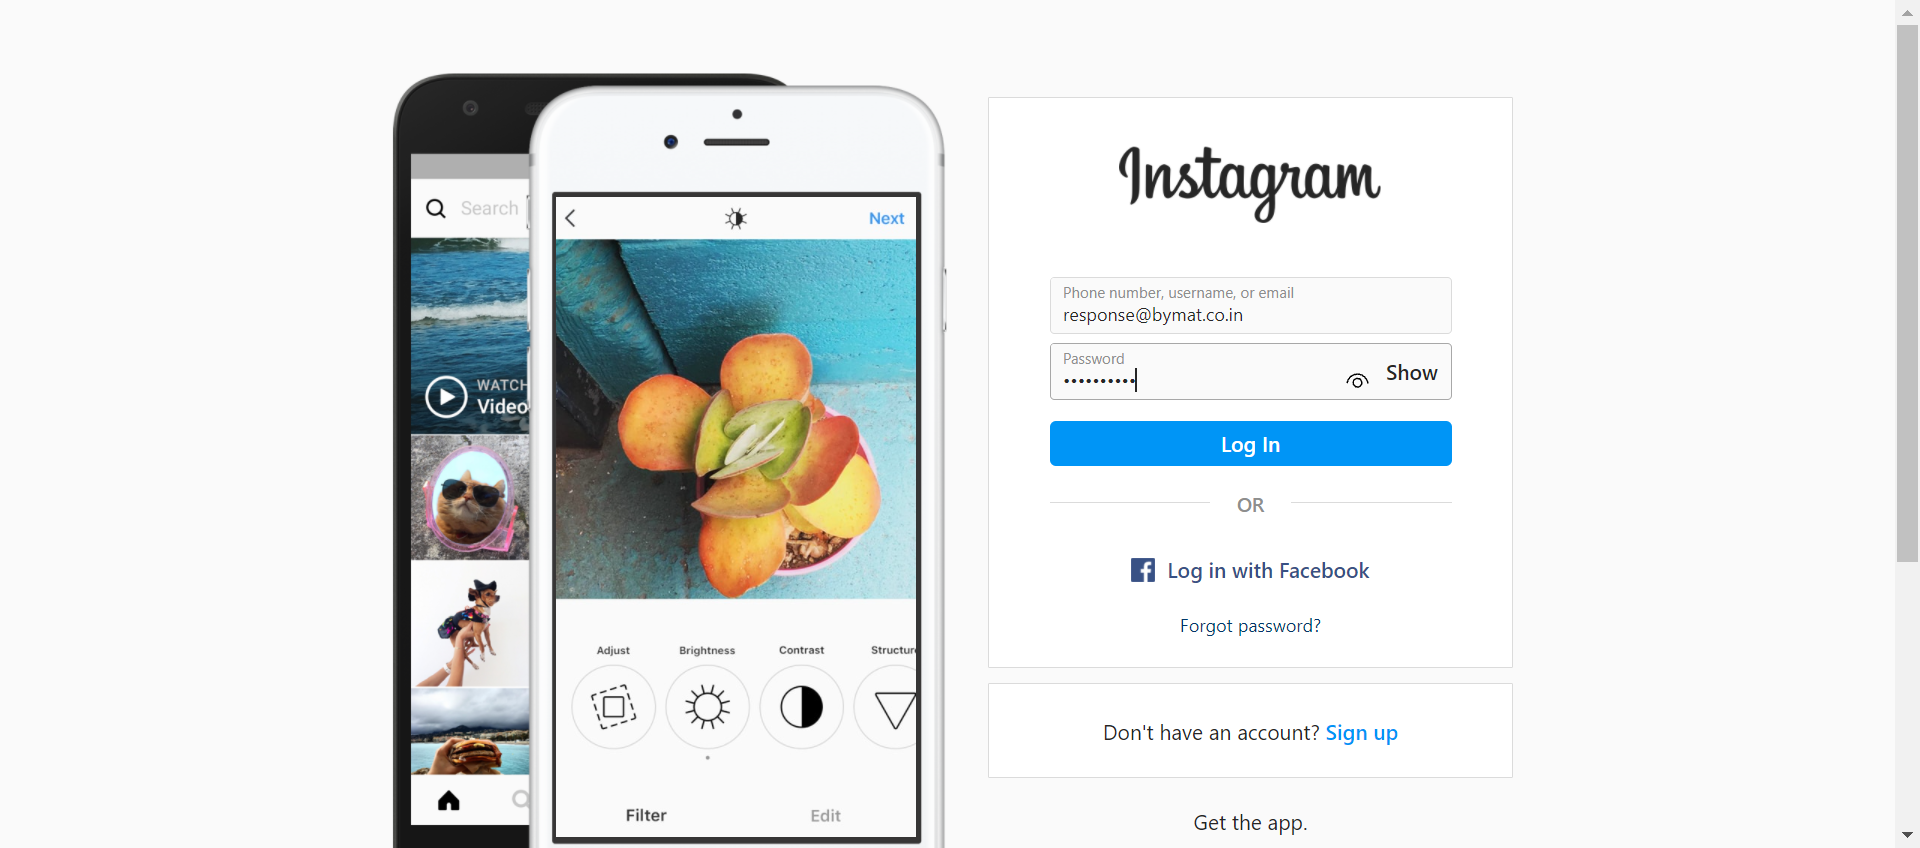 Search
WATCH
Video
Next
Adjust
Brightness
Contrast
Structur
Filter
Edit
Instagram
Phone number, username, or email
response@bymat.co.in
Password
••••••••••
Show
Log In
OR
Log in with Facebook
Forgot password?
Don't have an account? Sign up
Get the app.